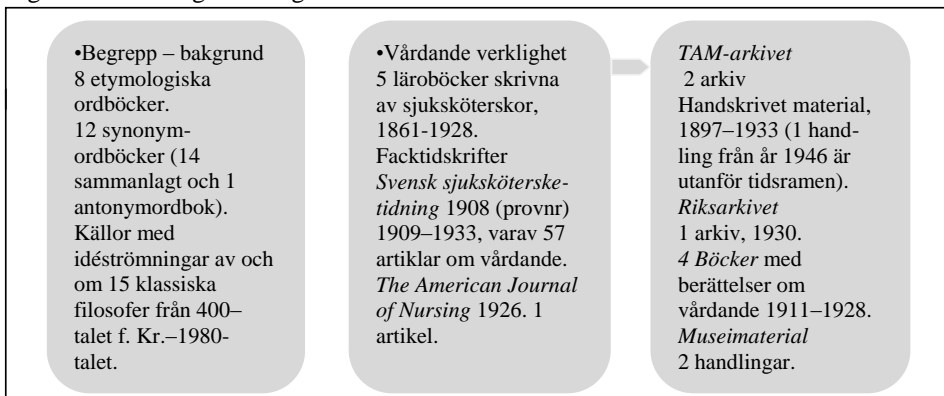 •Begrepp – bakgrund
8 etymologiska
ordböcker.
12 synonym-
ordböcker (14
sammanlagt och 1
antonymordbok).
Källor med
idéströmningar av och
om 15 klassiska
filosofer från 400–
talet f. Kr.–1980-
talet.
•Vårdande verklighet
5 läroböcker skrivna
av sjuksköterskor,
1861-1928.
Facktidskrifter
Svensk sjuksköterske-
tidning 1908 (provnr)
1909–1933, varav 57
artiklar om vårdande.
The American Journal
of Nursing 1926. 1
artikel.
TAM-arkivet
2 arkiv
Handskrivet material,
1897–1933 (1 hand-
ling från år 1946 är
utanför tidsramen).
Riksarkivet
1 arkiv, 1930.
4 Böcker med
berättelser om
vårdande 1911–1928.
Museimaterial
2 handlingar.